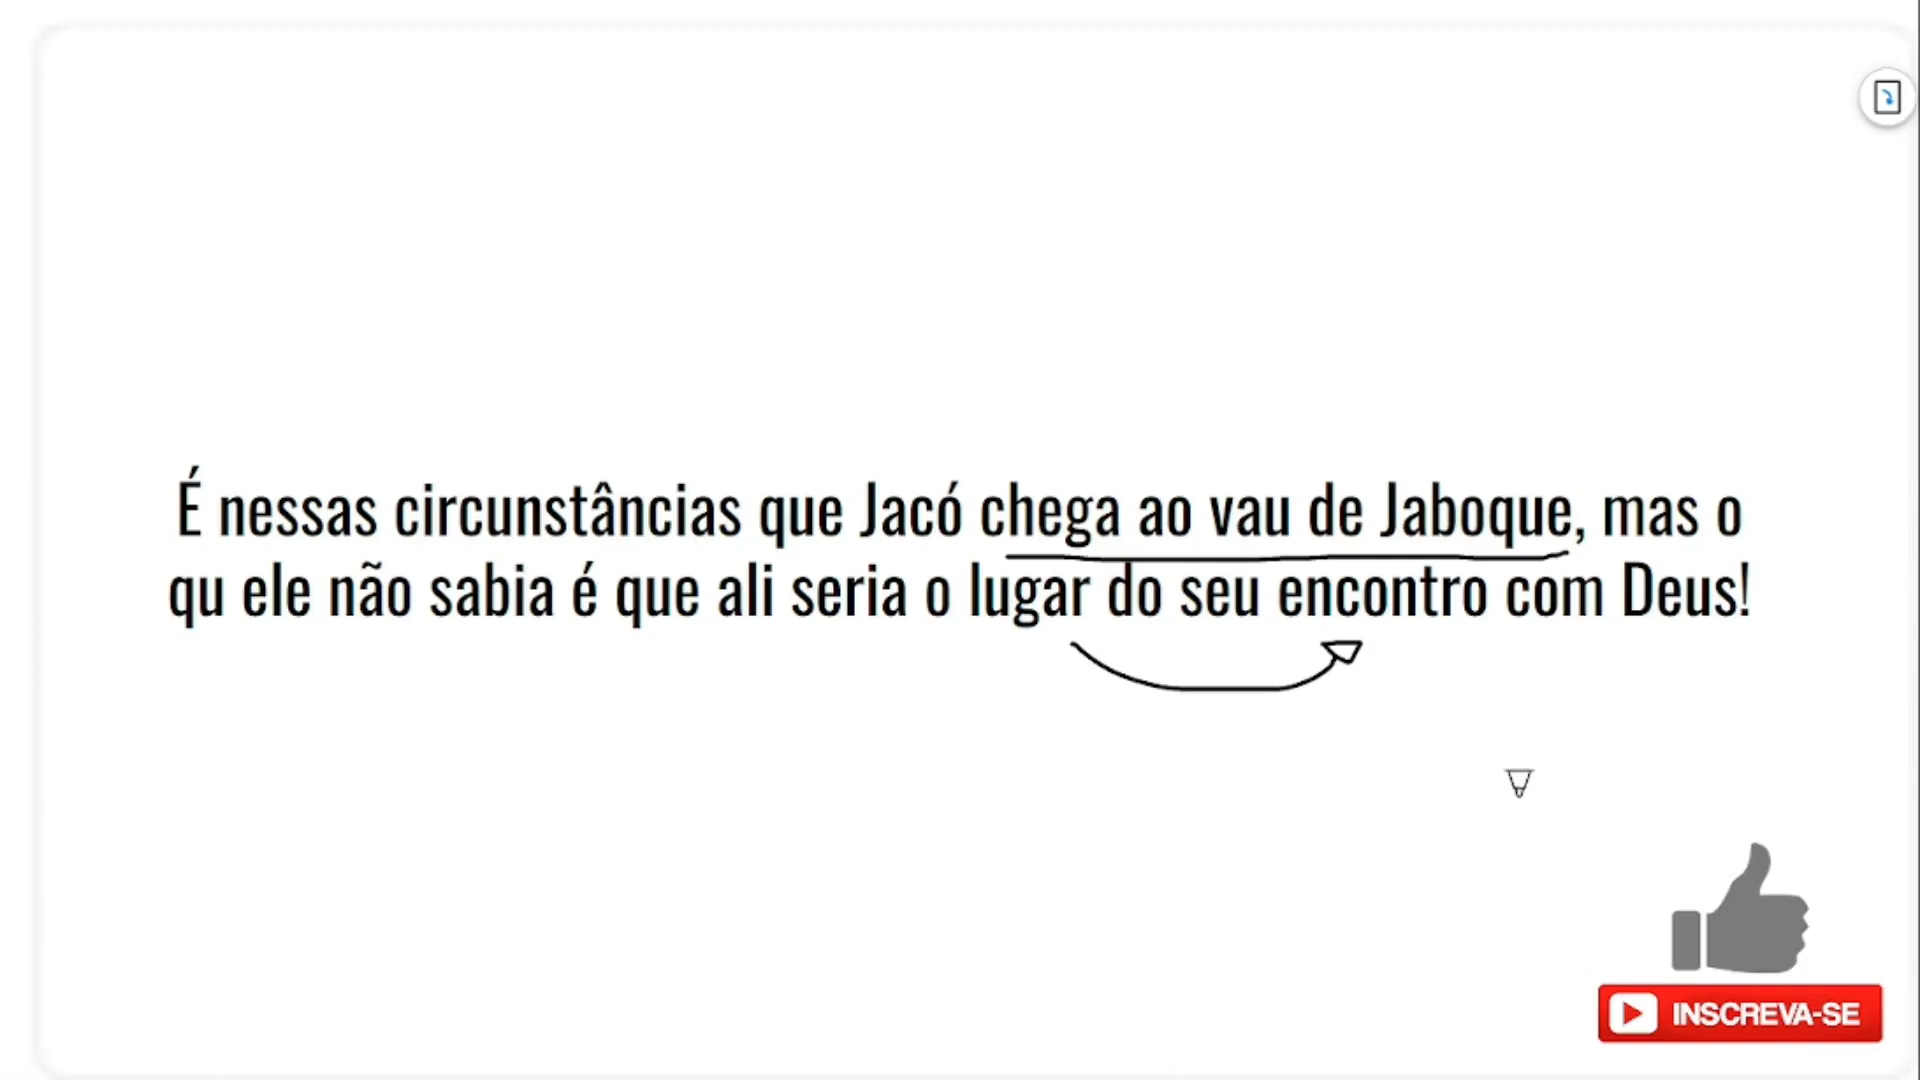 É nessas circunstâncias que Jacó chega ao vau de Jaboque, mas o
qu ele não sabia é que ali seria o lugar do seu encontro com Deus!
INSCREVA-SE